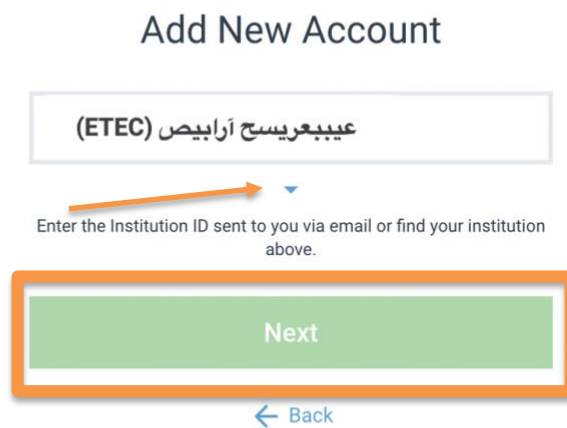 Add New Account
عيببعريسح آرابيص (ETEC)
Enter the Institution ID sent to you via email or find your institution
above.
Next
← Back